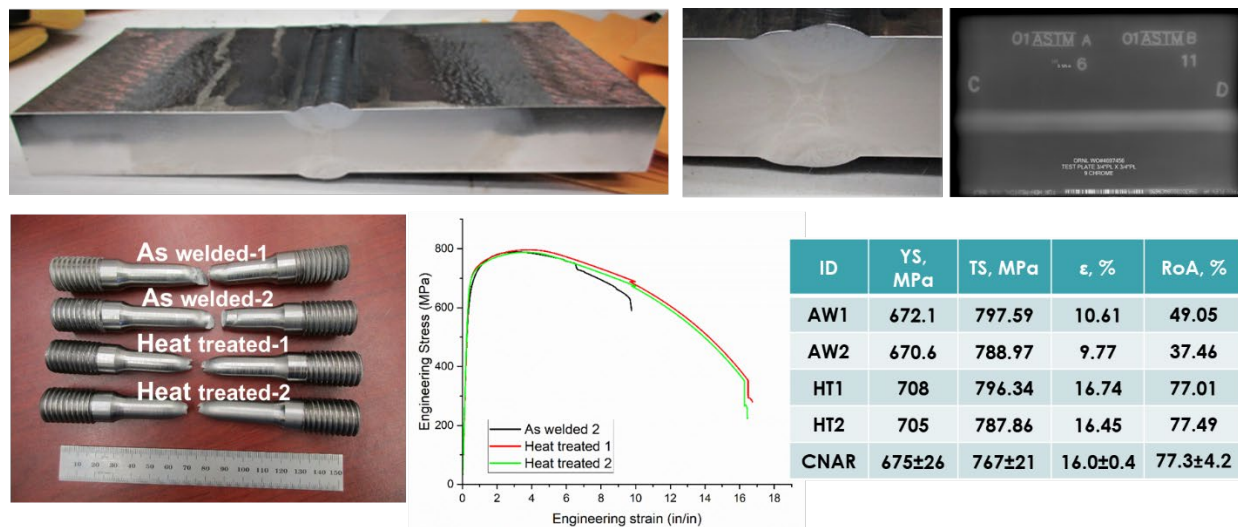 01 ASTM A
01 ASTM B
6
11
C
D
ORNL WO#4697456
TEST PLATE 3/4"PL X 3/4"PL
9 CHROME
As welded-1
As welded-2
Heat treated-1
Heat treated-2
10 20 30 40 50 60 70 80 90 100 110 120 130 140 150
Engineering Stress (MPa)
800
600
400
200
0
As welded 2
Heat treated 1
Heat treated 2
0 2 4 6 8 10 12 14 16 18
Engineering strain (in/in)
ID YS, MPa TS, MPa ε, % RoA, %
AW1 672.1 797.59 10.61 49.05
AW2 670.6 788.97 9.77 37.46
HT1 708 796.34 16.74 77.01
HT2 705 787.86 16.45 77.49
CNAR 675±26 767±21 16.0±0.4 77.3±4.2